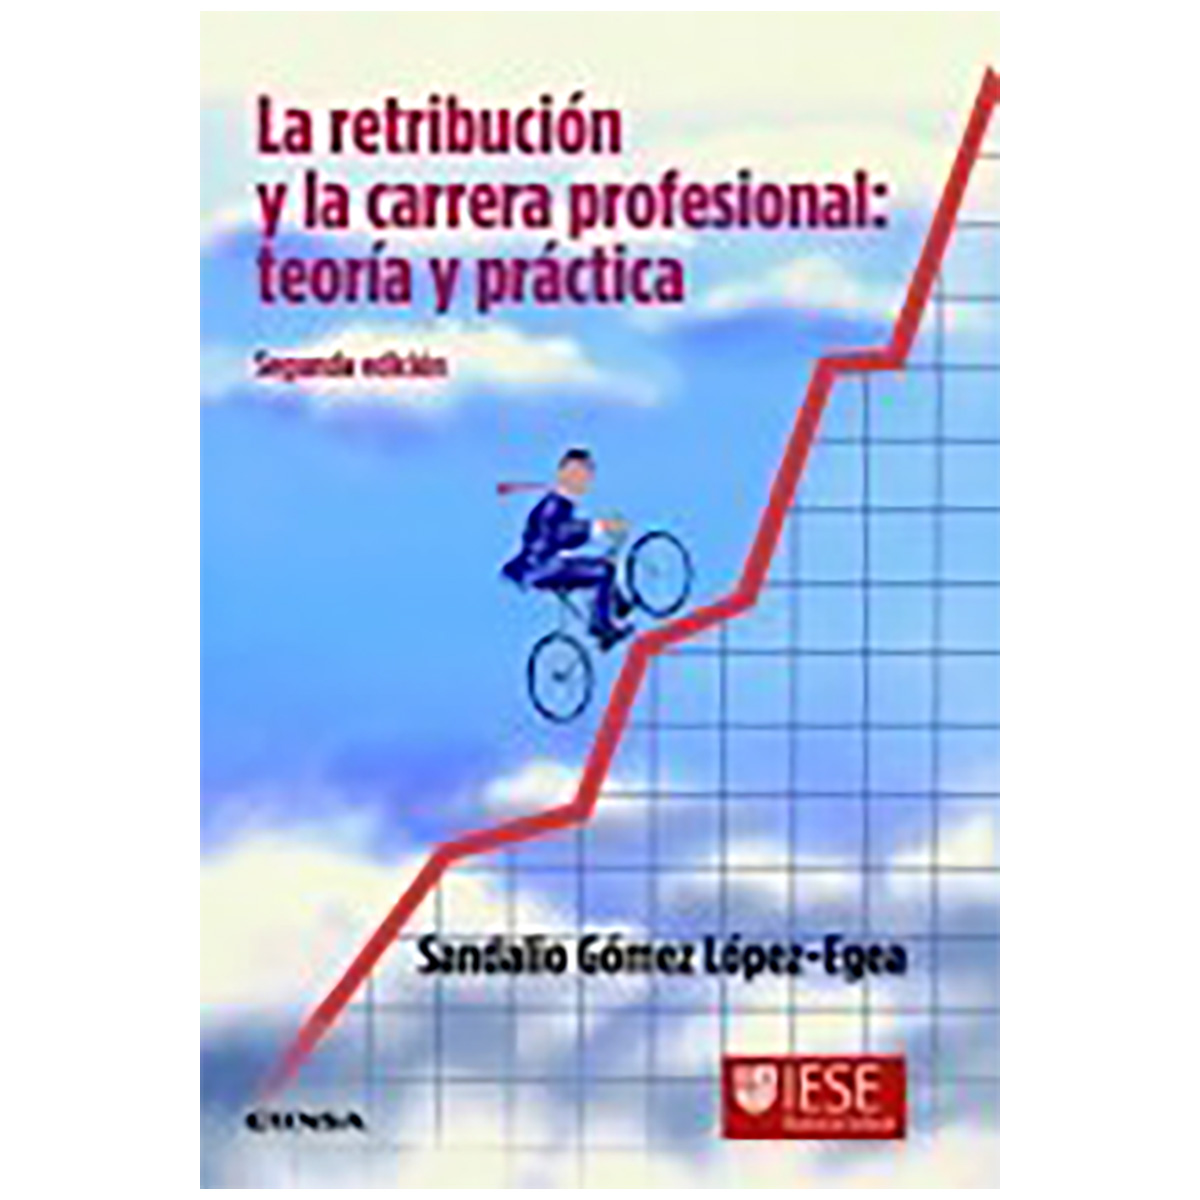 La retribución
y la carrera profesional:
teoría y práctica
Segunda edición
Sandalio Gómez López-Egea
EUNSA
IESE